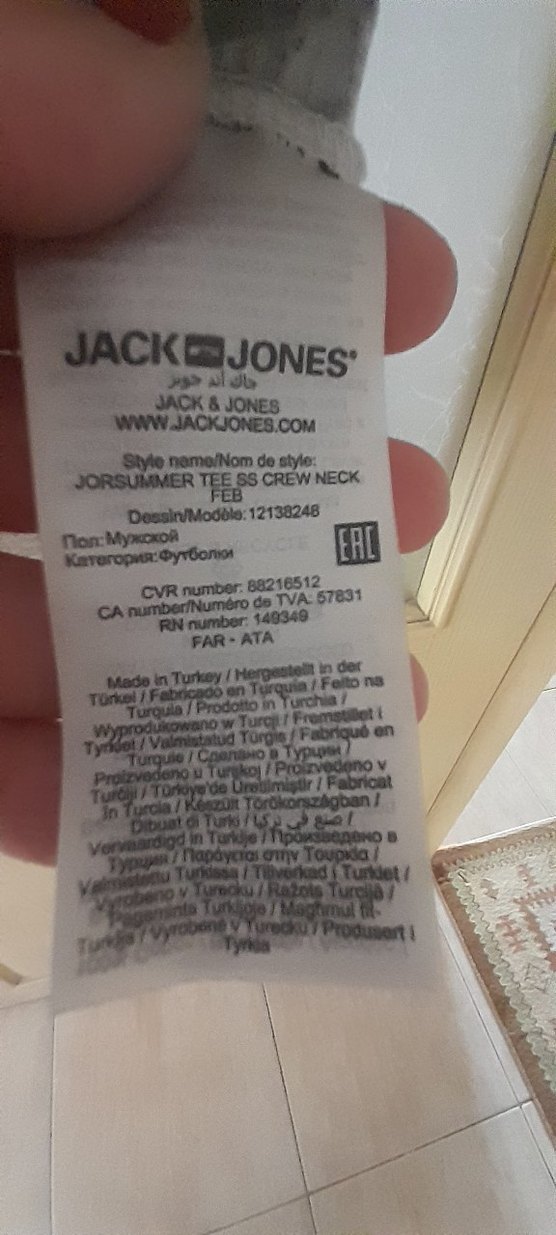 JACK JONES®
جاك اند جونز
JACK & JONES
WWW.JACKJONES.COM
Style name/Nom de style:
JORSUMMER TEE SS CREW NECK
FEB
Dessin/Modèle:12138248
Пол: Мужской
Категория:Футболки
EAC
CVR number: 88216512
CA number/Numéro de TVA: 57831
RN number: 149349
FAR - ATA
Made in Turkey / Hergestellt in der
Türkei / Fabricado en Turquía / Feito na
Turquia / Prodotto in Turchia /
Wyprodukowano w Turcji / Fremstillet i
Tyrkiet / Valmistatud Türgis / Fabriqué en
Turquie / Сделано в Турции /
Proizvedeno u Turskoj / Proizvedeno v
Turčiji / Türkiye'de Üretilmiştir / Fabricat
în Turcia / Készült Törökországban /
Dibuat di Turki / صنع في تركيا /
Vervaardigd in Turkije / Произведено в
Турция / Παράγεται στην Τουρκία /
Valmistettu Turkissa / Tillverkad i Turkiet /
Vyrobeno v Turecku / Ražots Turcijā /
Pagaminta Turkijoje / Magħmul fit-
Turkija / Vyrobené v Turecku / Produsert i
Tyrkia